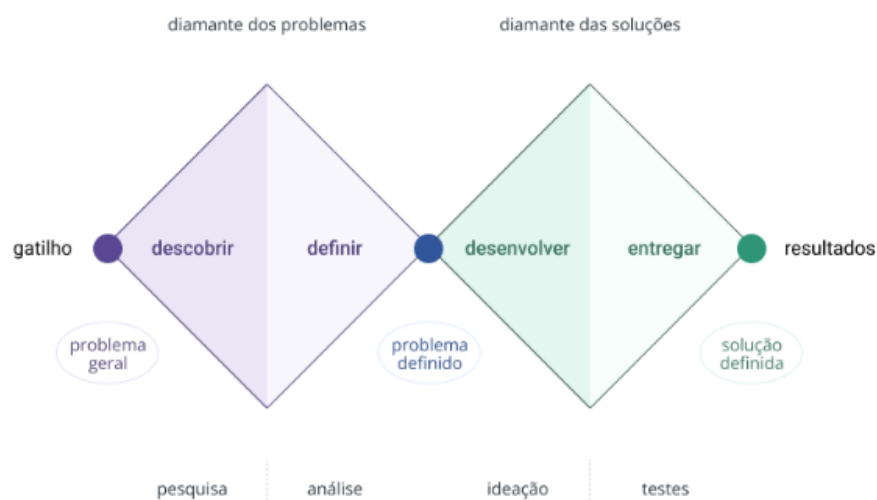 diamante dos problemas
diamante das soluções
gatilho
descobrir
definir
desenvolver
entregar
resultados
problema
geral
problema
definido
solução
definida
pesquisa
análise
ideação
testes